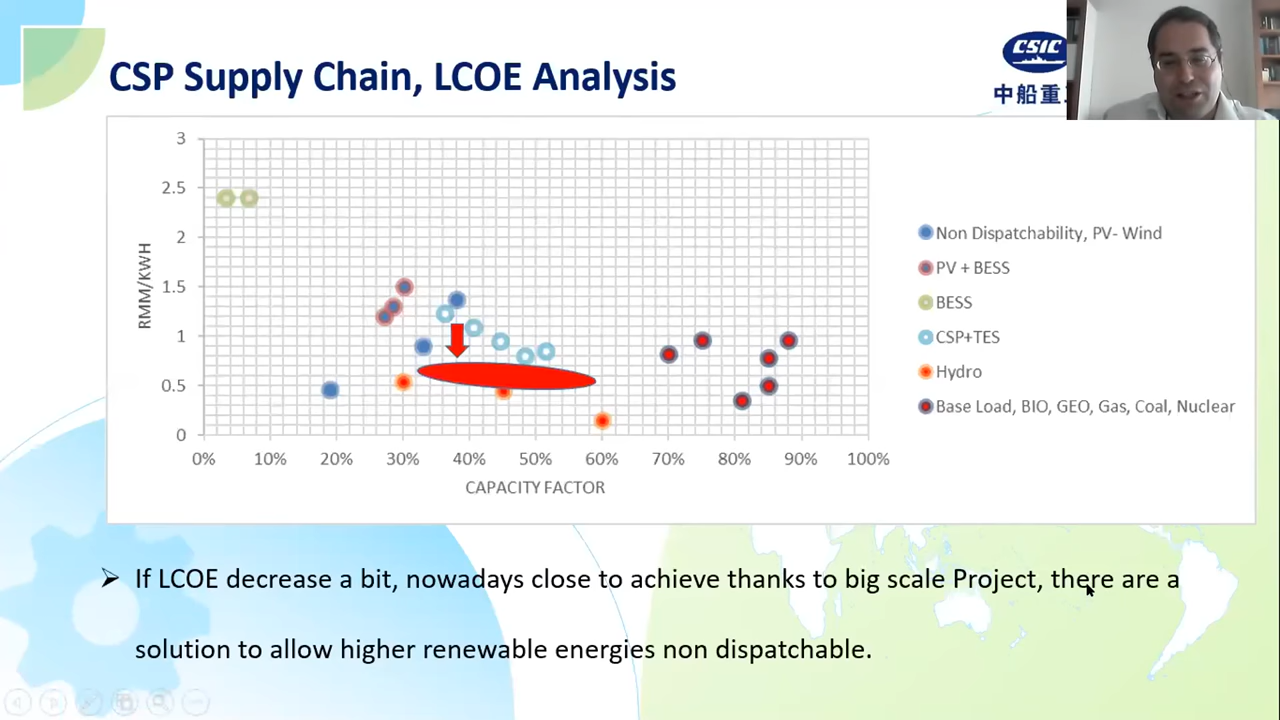 CSP Supply Chain, LCOE Analysis
CSIC
中船重
3
2.5
2
1.5
1
0.5
0
RMM/KWH
0% 10% 20% 30% 40% 50% 60% 70% 80% 90% 100%
CAPACITY FACTOR
Non Dispatchability, PV- Wind
PV + BESS
BESS
CSP+TES
Hydro
Base Load, BIO, GEO, Gas, Coal, Nuclear
If LCOE decrease a bit, nowadays close to achieve thanks to big scale Project, there are a
solution to allow higher renewable energies non dispatchable.